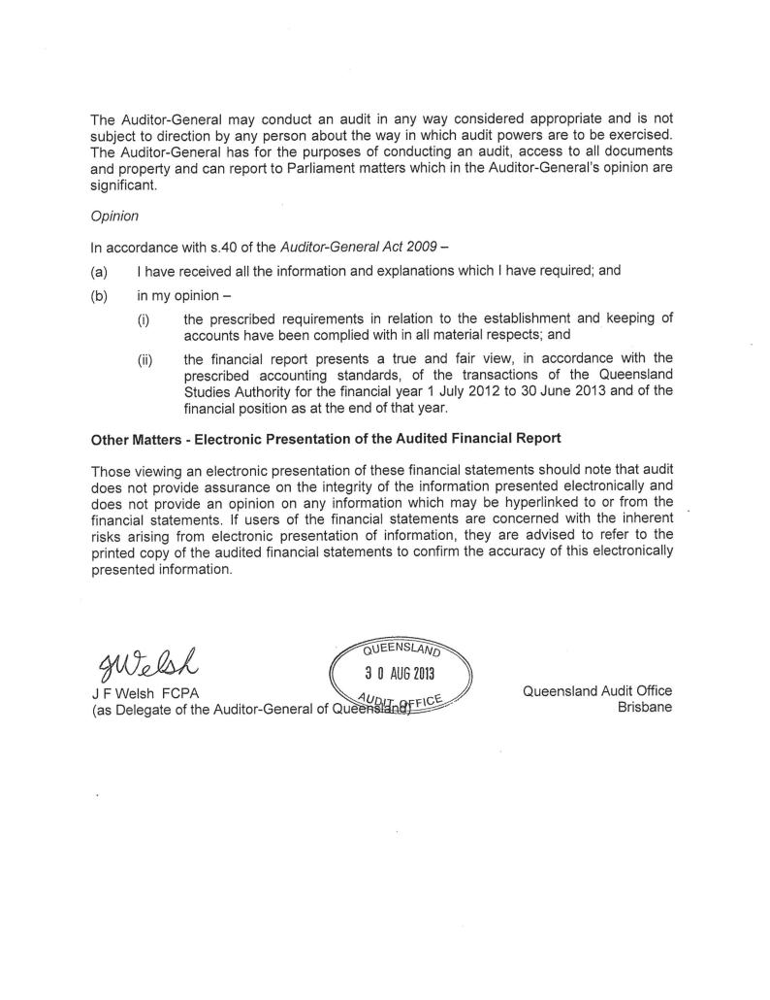 The Auditor-General may conduct an audit in any way considered appropriate and is not
subject to direction by any person about the way in which audit powers are to be exercised.
The Auditor-General has for the purposes of conducting an audit, access to all documents
and property and can report to Parliament matters which in the Auditor-General's opinion are
significant.
Opinion
In accordance with s.40 of the Auditor-General Act 2009 –
(a) I have received all the information and explanations which I have required; and
(b) in my opinion –
(i) the prescribed requirements in relation to the establishment and keeping of
accounts have been complied with in all material respects; and
(ii) the financial report presents a true and fair view, in accordance with the
prescribed accounting standards, of the transactions of the Queensland
Studies Authority for the financial year 1 July 2012 to 30 June 2013 and of the
financial position as at the end of that year.
Other Matters - Electronic Presentation of the Audited Financial Report
Those viewing an electronic presentation of these financial statements should note that audit
does not provide assurance on the integrity of the information presented electronically and
does not provide an opinion on any information which may be hyperlinked to or from the
financial statements. If users of the financial statements are concerned with the inherent
risks arising from electronic presentation of information, they are advised to refer to the
printed copy of the audited financial statements to confirm the accuracy of this electronically
presented information.
JWelsh
QUEENSLAND
30 AUG 2013
AUDIT OFFICE
J F Welsh FCPA
(as Delegate of the Auditor-General of Queensland)
Queensland Audit Office
Brisbane